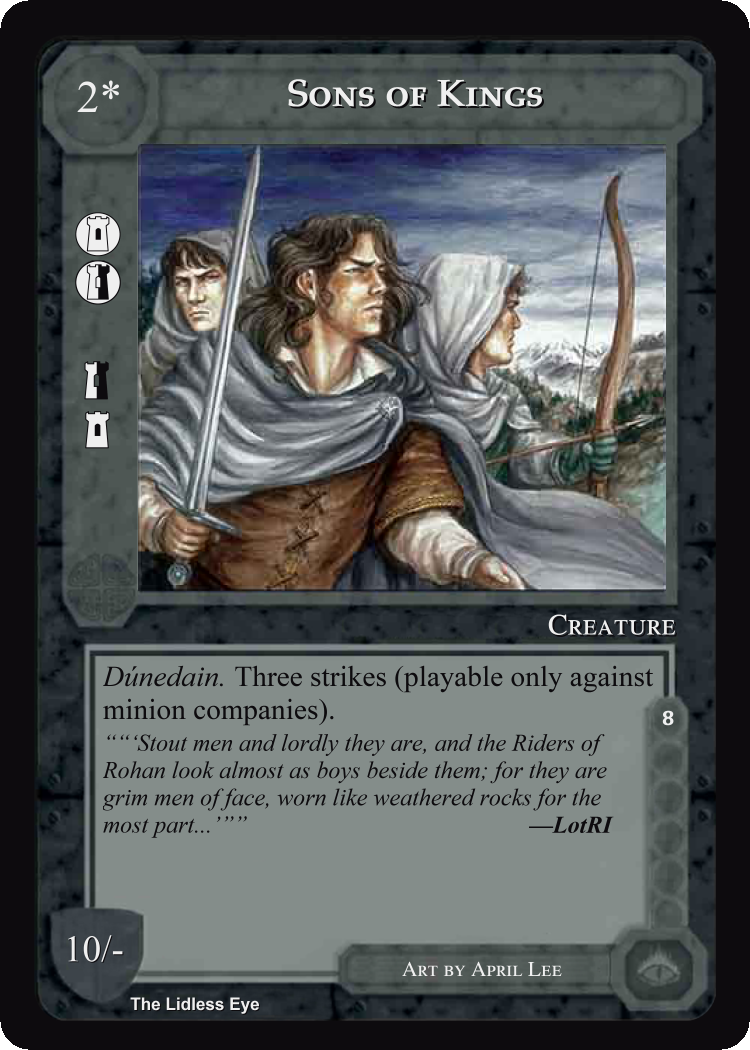 2*
Sons of Kings
Creature
Dúnedain. Three strikes (playable only against
minion companies).
8
““‘Stout men and lordly they are, and the Riders of
Rohan look almost as boys beside them; for they are
grim men of face, worn like weathered rocks for the
most part...’”” —LotRI
10/-
Art by April Lee
The Lidless Eye